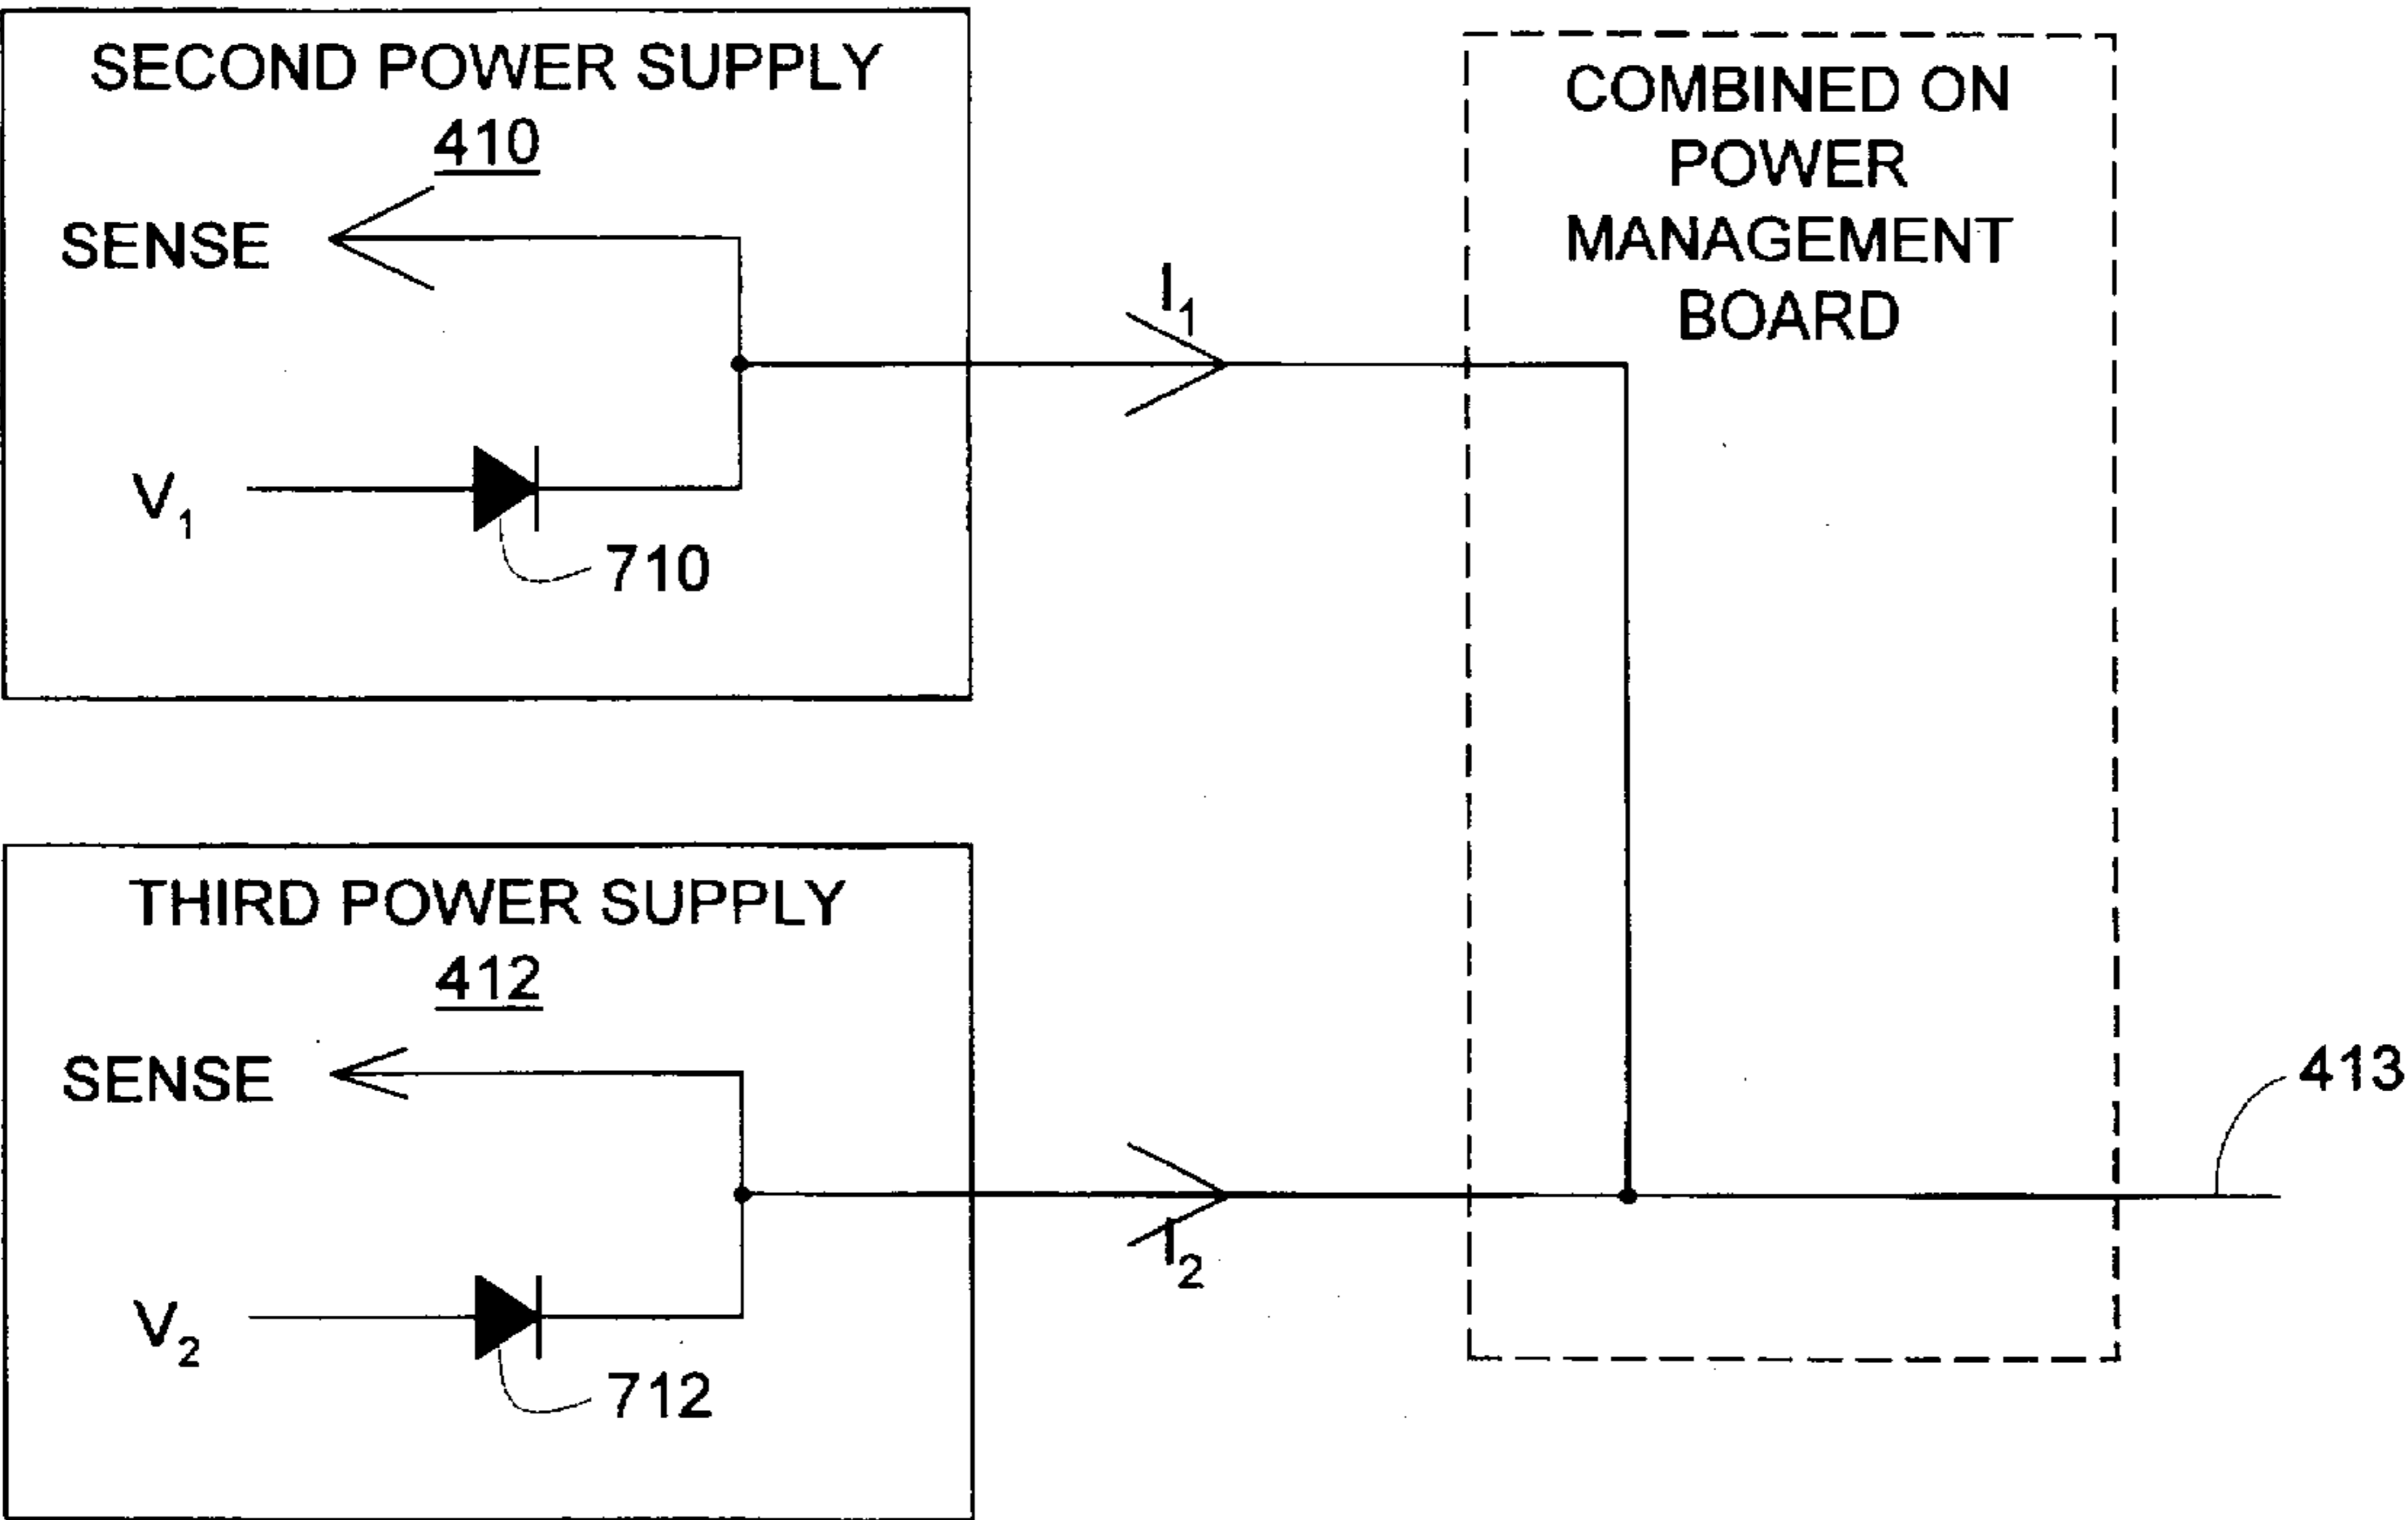 SECOND POWER SUPPLY
410
SENSE
V1
710
I1
COMBINED ON
POWER
MANAGEMENT
BOARD
THIRD POWER SUPPLY
412
SENSE
V2
712
I2
413